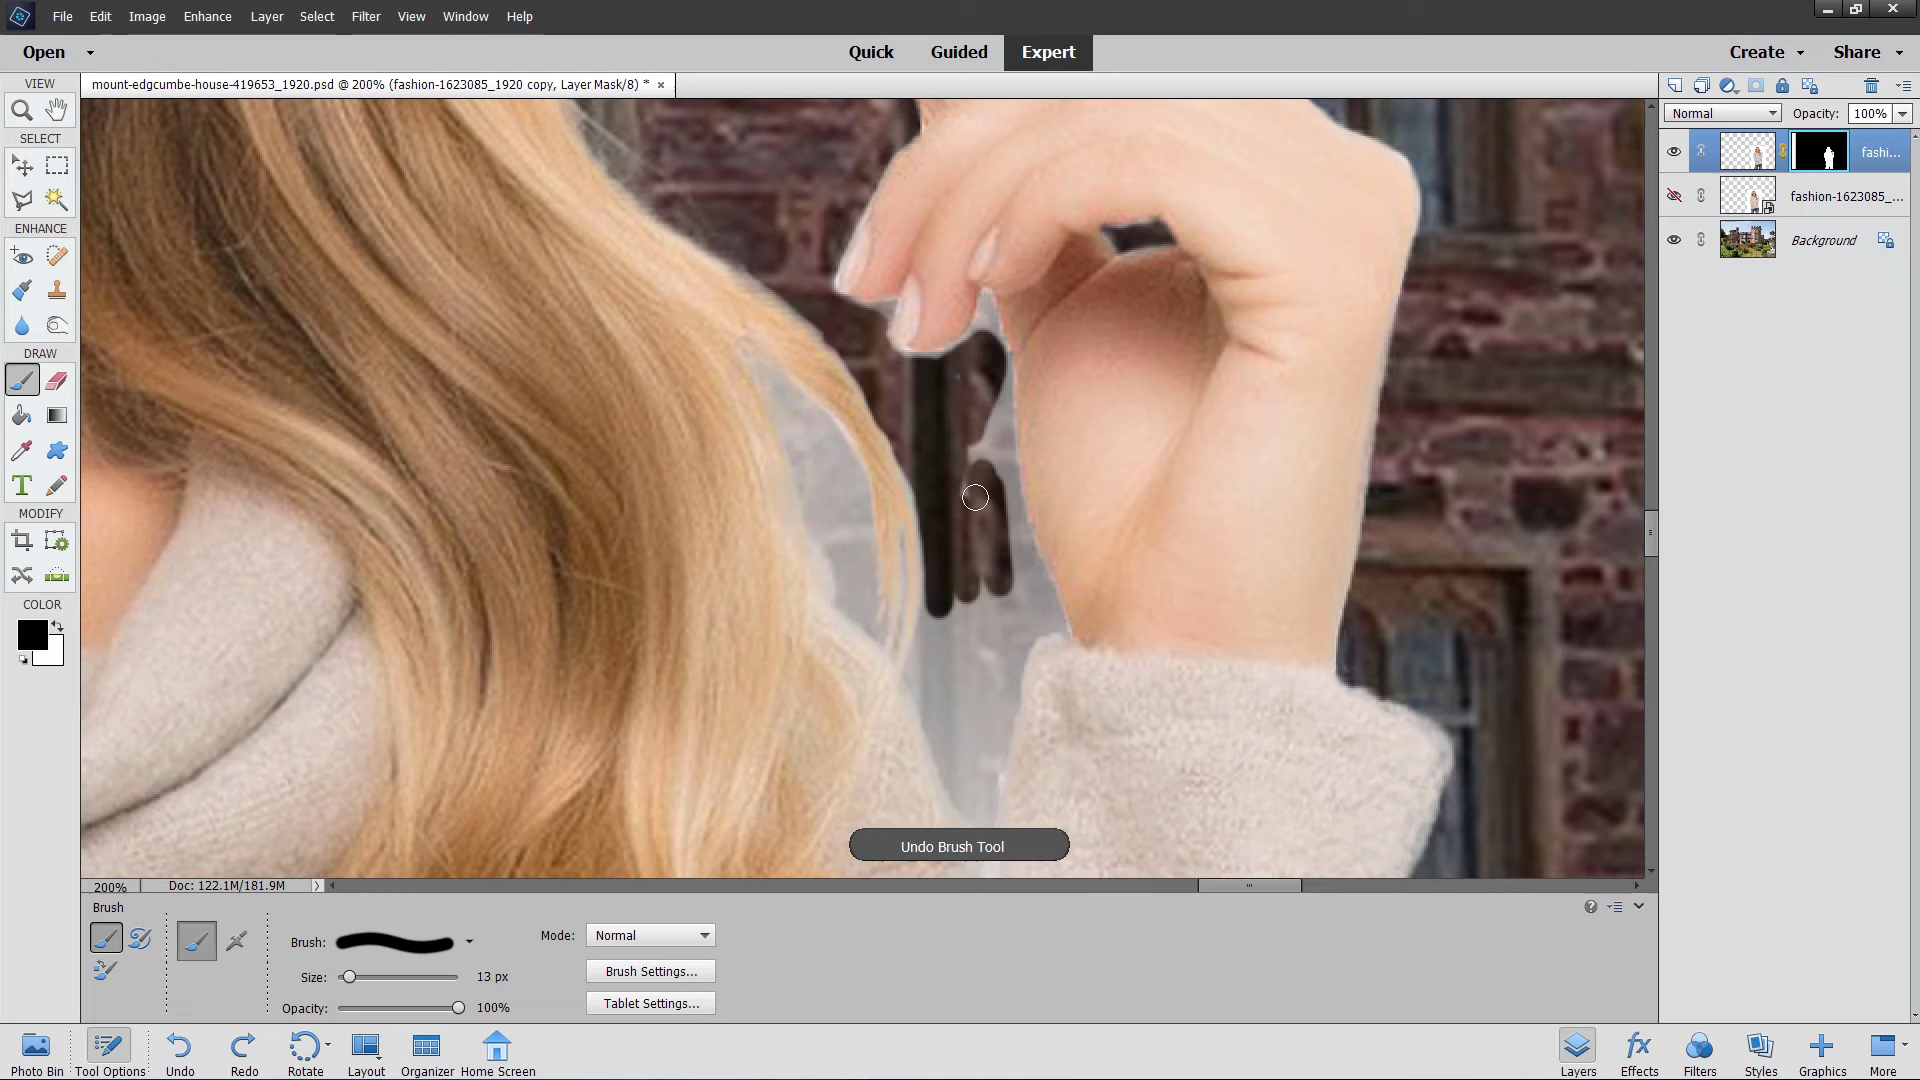 File Edit Image Enhance Layer Select Filter View Window Help
Open Quick Guided Expert Create Share
VIEW
mount-edgcumbe-house-419653_1920.psd @ 200% (fashion-1623085_1920 copy, Layer Mask/8) * ×
Normal Opacity: 100%
SELECT
fashi...
fashion-1623085_...
ENHANCE
Background
DRAW
T
MODIFY
COLOR
Undo Brush Tool
200% Doc: 122.1M/181.9M
Brush
Brush: Mode: Normal
Size: 13 px Brush Settings...
Opacity: 100% Tablet Settings...
fx
Photo Bin Tool Options Undo Redo Rotate Layout Organizer Home Screen Layers Effects Filters Styles Graphics More